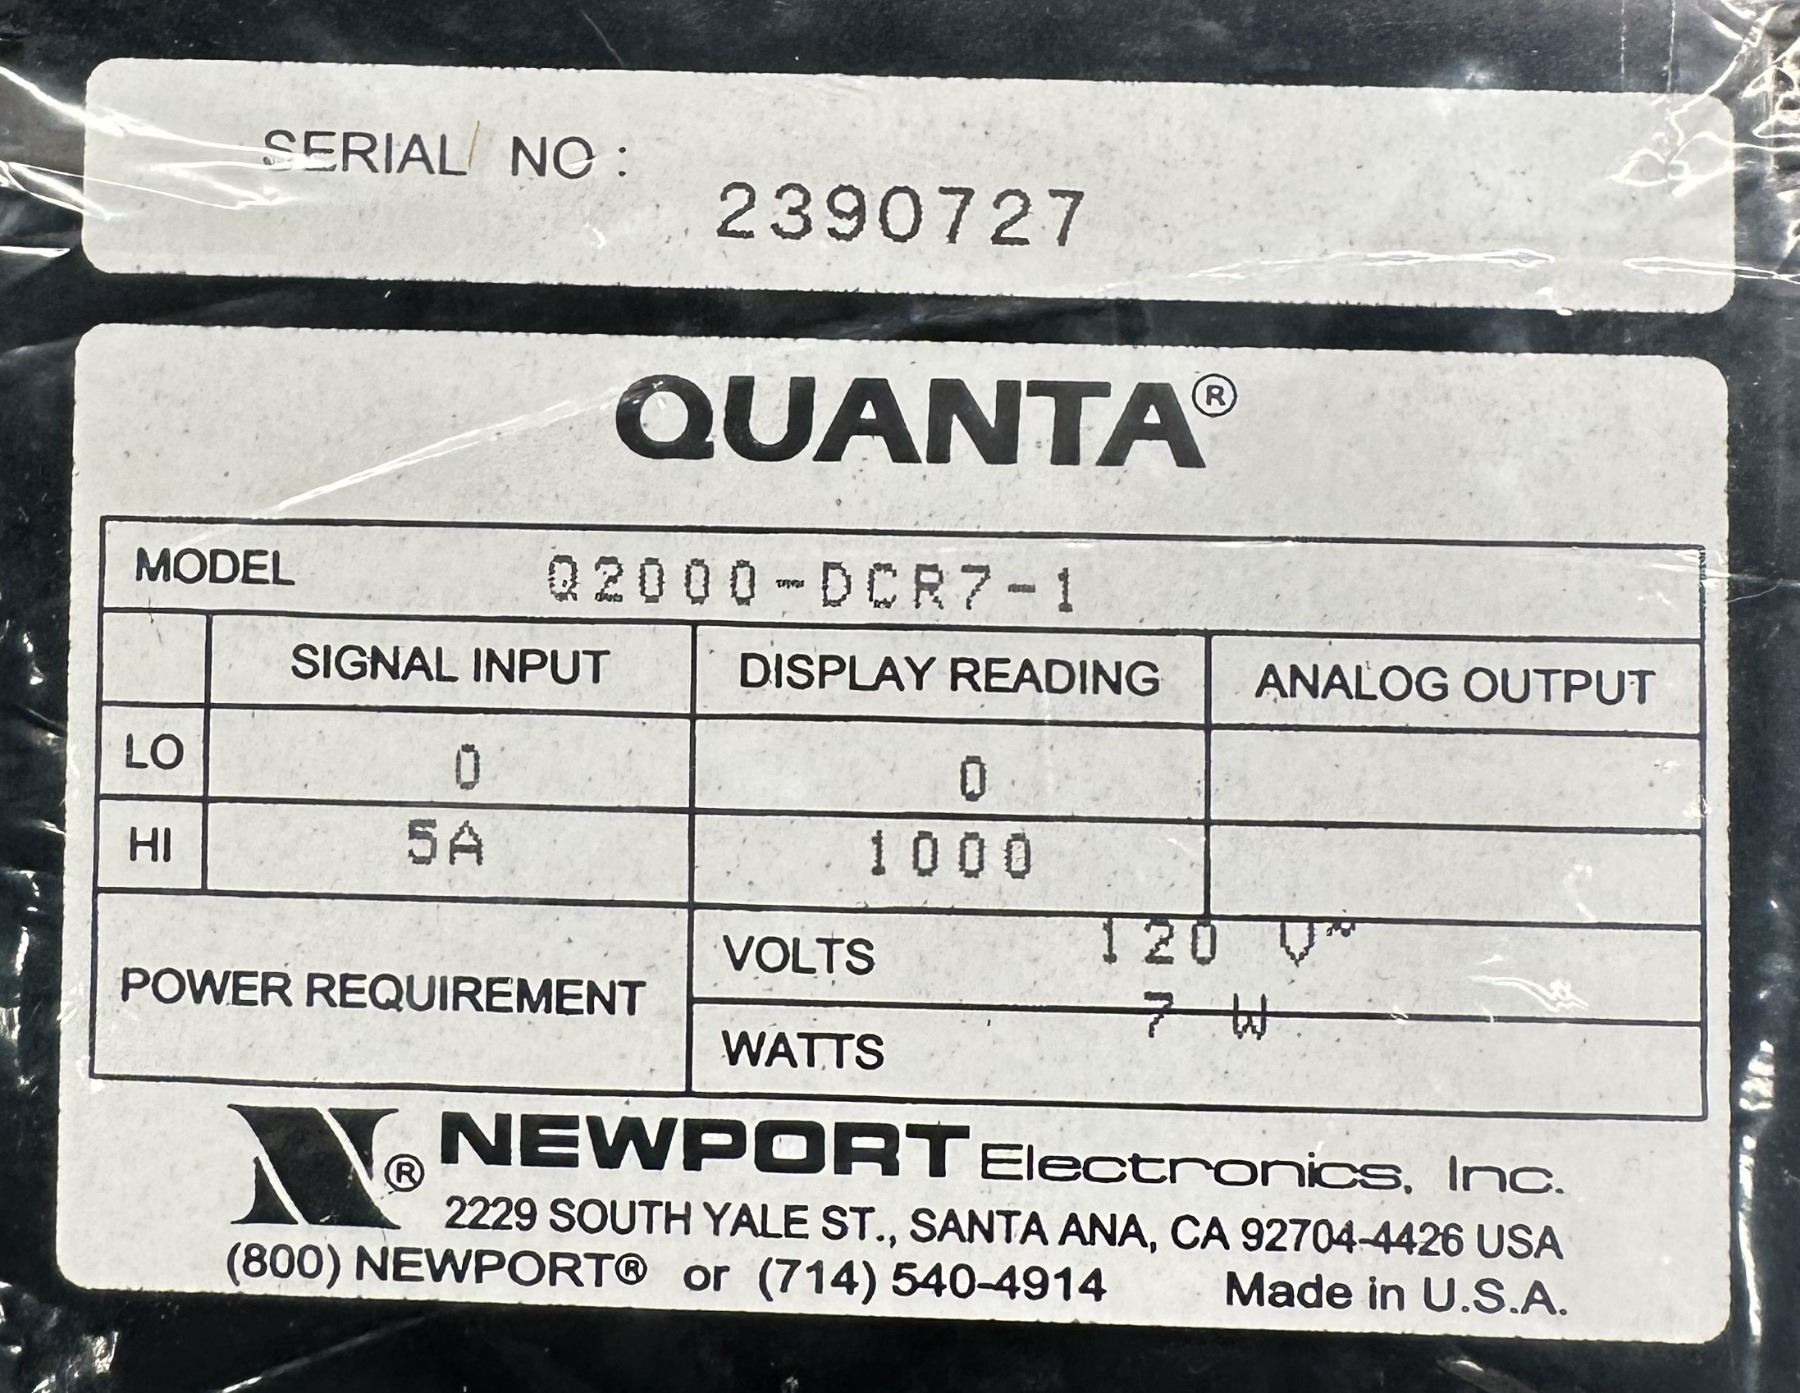 SERIAL NO :
2390727
QUANTA®
MODEL Q2000-DCR7-1
SIGNAL INPUT DISPLAY READING ANALOG OUTPUT
LO 0 0
HI 5A 1000
POWER REQUIREMENT
VOLTS 120 V~
WATTS 7 W
N® NEWPORT Electronics, Inc.
2229 SOUTH YALE ST., SANTA ANA, CA 92704-4426 USA
(800) NEWPORT® or (714) 540-4914 Made in U.S.A.